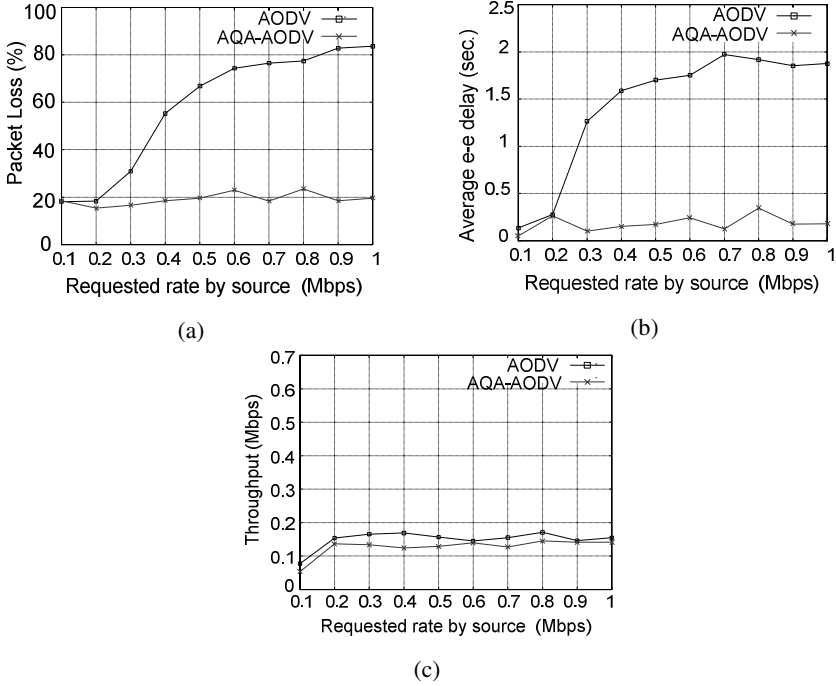 AODV
AQA-AODV
Packet Loss (%)
100
80
60
40
20
0
0.1 0.2 0.3 0.4 0.5 0.6 0.7 0.8 0.9 1
Requested rate by source (Mbps)
(a)
AODV
AQA-AODV
Average e-e delay (sec.)
2.5
2
1.5
1
0.5
0
0.1 0.2 0.3 0.4 0.5 0.6 0.7 0.8 0.9 1
Requested rate by source (Mbps)
(b)
AODV
AQA-AODV
Throughput (Mbps)
0.7
0.6
0.5
0.4
0.3
0.2
0.1
0
0.1 0.2 0.3 0.4 0.5 0.6 0.7 0.8 0.9 1
Requested rate by source (Mbps)
(c)